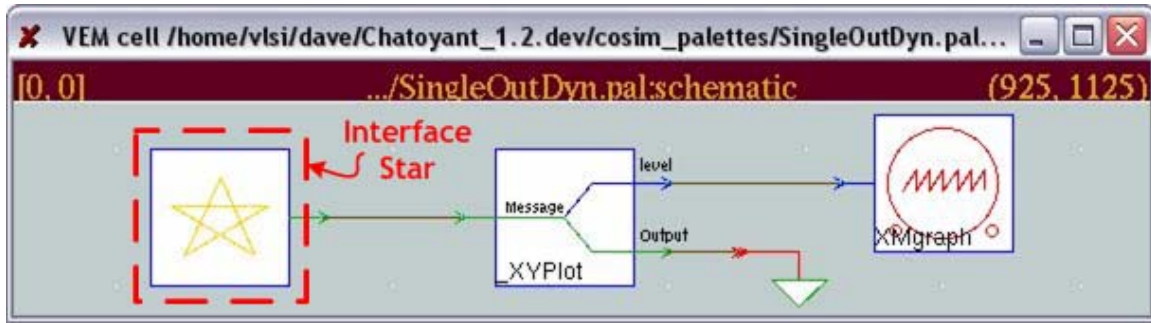 VEM cell /home/vlsi/dave/Chatoyant_1.2.dev/cosim_palettes/SingleOutDyn.pal...
[0, 0] .../SingleOutDyn.pal:schematic (925, 1125)
Interface
Star
Message
level
Output
_XYPlot
XMgraph